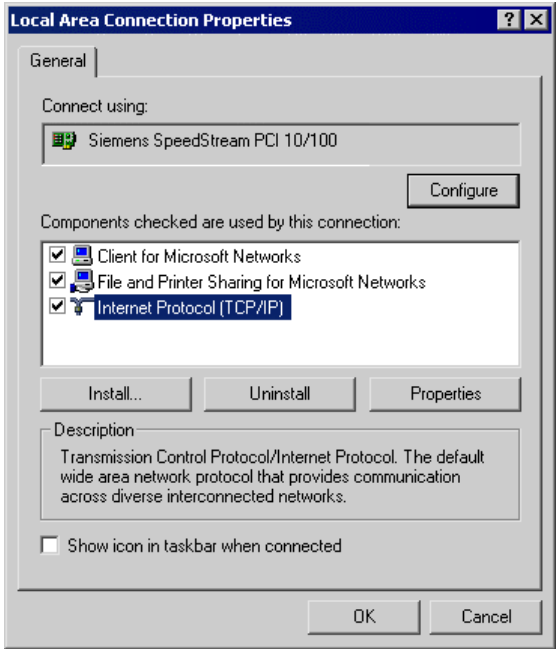 Local Area Connection Properties
General
Connect using:
Siemens SpeedStream PCI 10/100
Configure
Components checked are used by this connection:
Client for Microsoft Networks
File and Printer Sharing for Microsoft Networks
Internet Protocol (TCP/IP)
Install...
Uninstall
Properties
Description
Transmission Control Protocol/Internet Protocol. The default
wide area network protocol that provides communication
across diverse interconnected networks.
Show icon in taskbar when connected
OK
Cancel